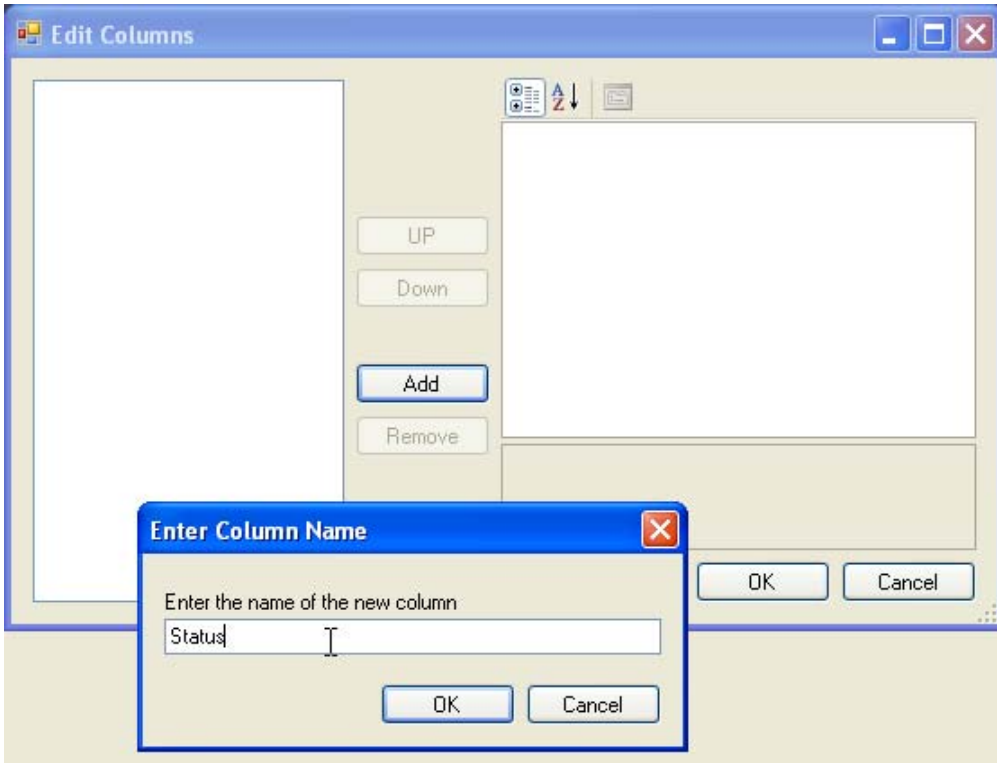 Edit Columns
A
Z
UP
Down
Add
Remove
OK
Cancel
Enter Column Name
Enter the name of the new column
Status
OK
Cancel